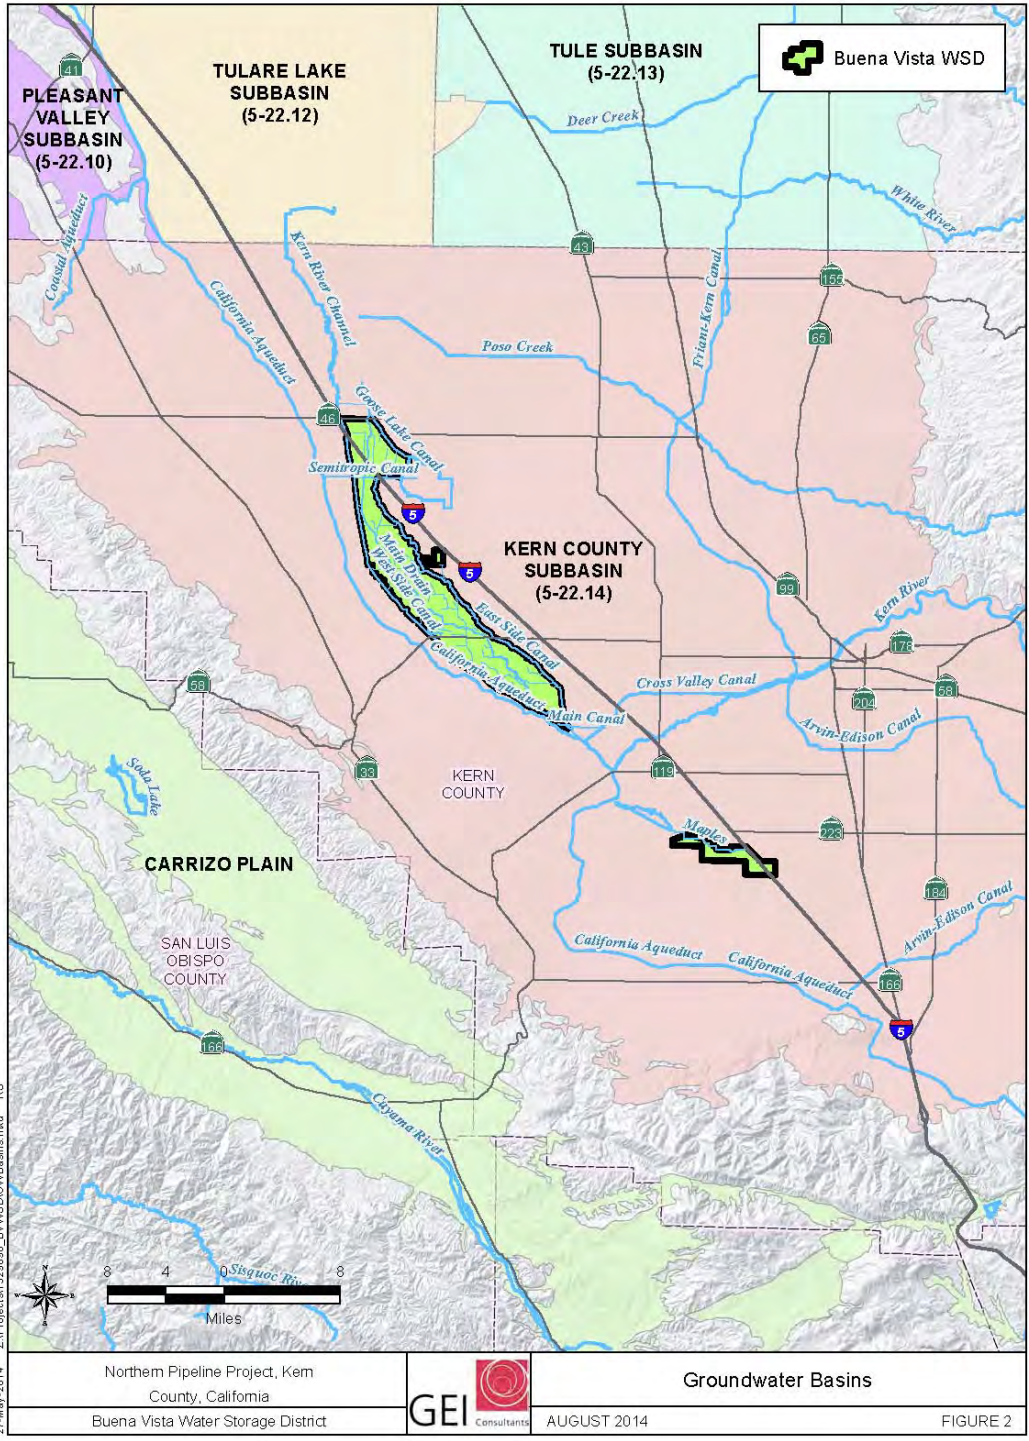 Buena Vista WSD
TULE SUBBASIN
(5-22.13)
TULARE LAKE
SUBBASIN
(5-22.12)
41
PLEASANT
VALLEY
SUBBASIN
(5-22.10)
Deer Creek
White River
Coastal Aqueduct
Kern River Channel
43
Friant-Kern Canal
155
California Aqueduct
65
Poso Creek
46
Goose Lake Canal
Semitropic Canal
5
KERN COUNTY
SUBBASIN
(5-22.14)
5
Main Drain
West Side Canal
East Side Canal
99
Kern River
178
58
California Aqueduct
Cross Valley Canal
58
204
Main Canal
Arvin-Edison Canal
Soda Lake
33
KERN
COUNTY
119
Maples
223
CARRIZO PLAIN
184
SAN LUIS
OBISPO
COUNTY
California Aqueduct
California Aqueduct
Arvin-Edison Canal
166
5
166
Cuyama River
8 4 0 8
Sisquoc
Miles
N
Northern Pipeline Project, Kern
County, California
Buena Vista Water Storage District
GEI
Consultants
Groundwater Basins
AUGUST 2014
FIGURE 2